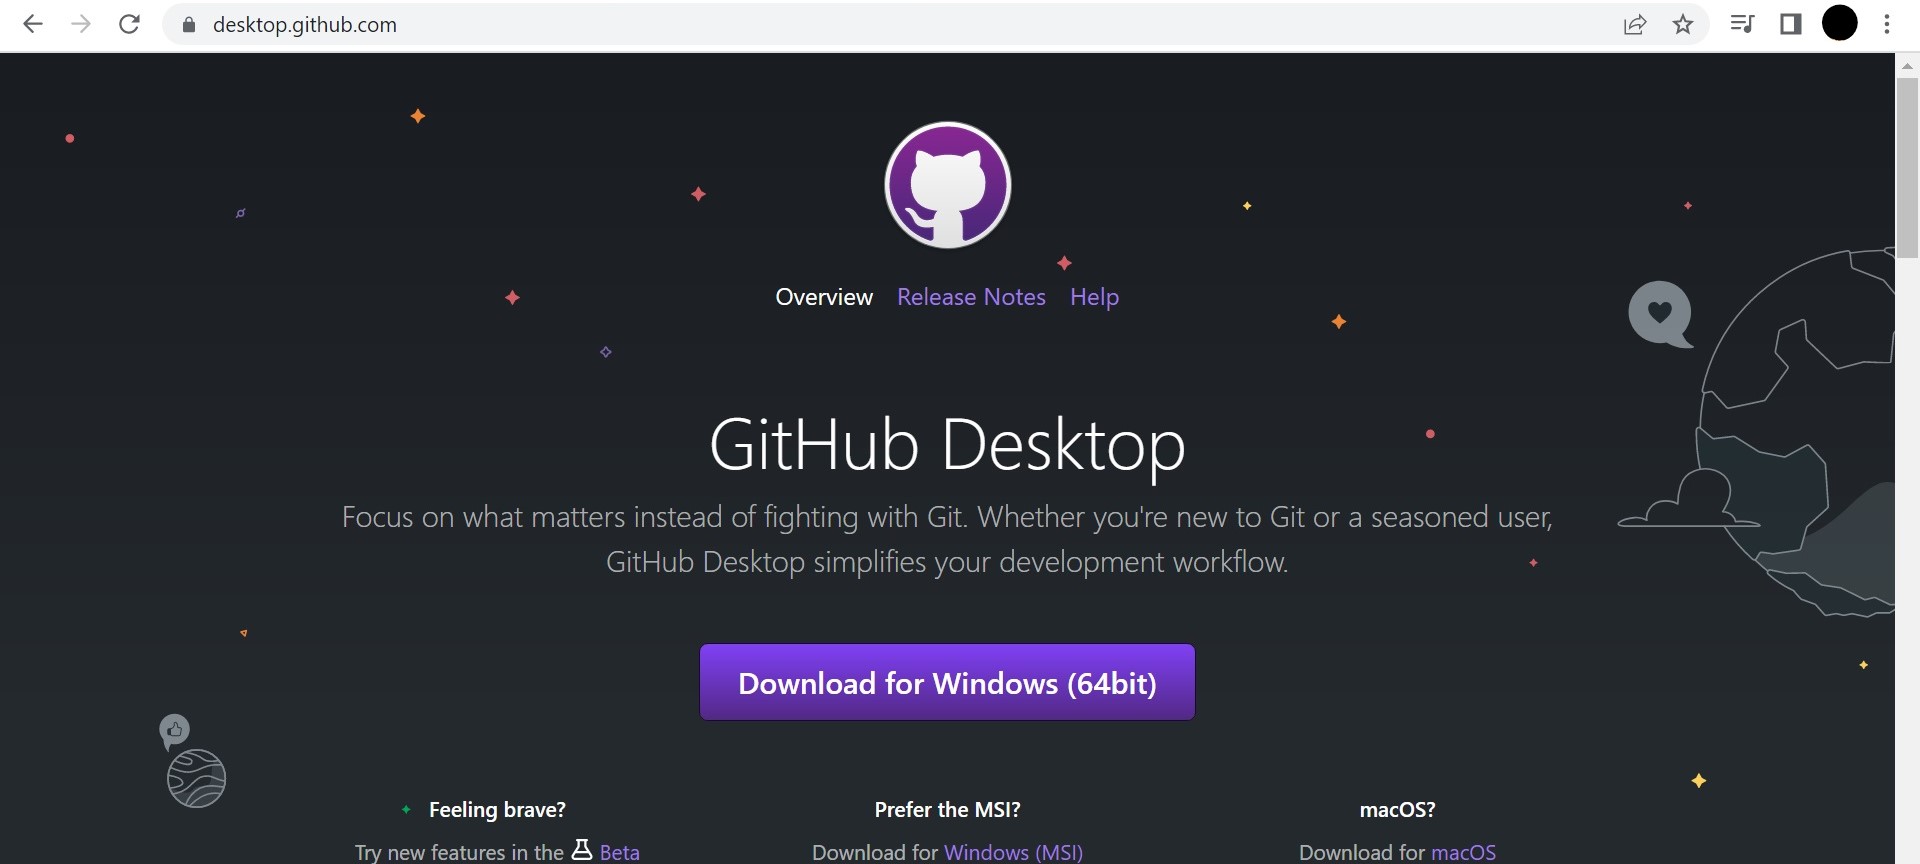 desktop.github.com
Overview Release Notes Help
GitHub Desktop
Focus on what matters instead of fighting with Git. Whether you're new to Git or a seasoned user,
GitHub Desktop simplifies your development workflow.
Download for Windows (64bit)
Feeling brave?
Try new features in the Beta
Prefer the MSI?
Download for Windows (MSI)
macOS?
Download for macOS